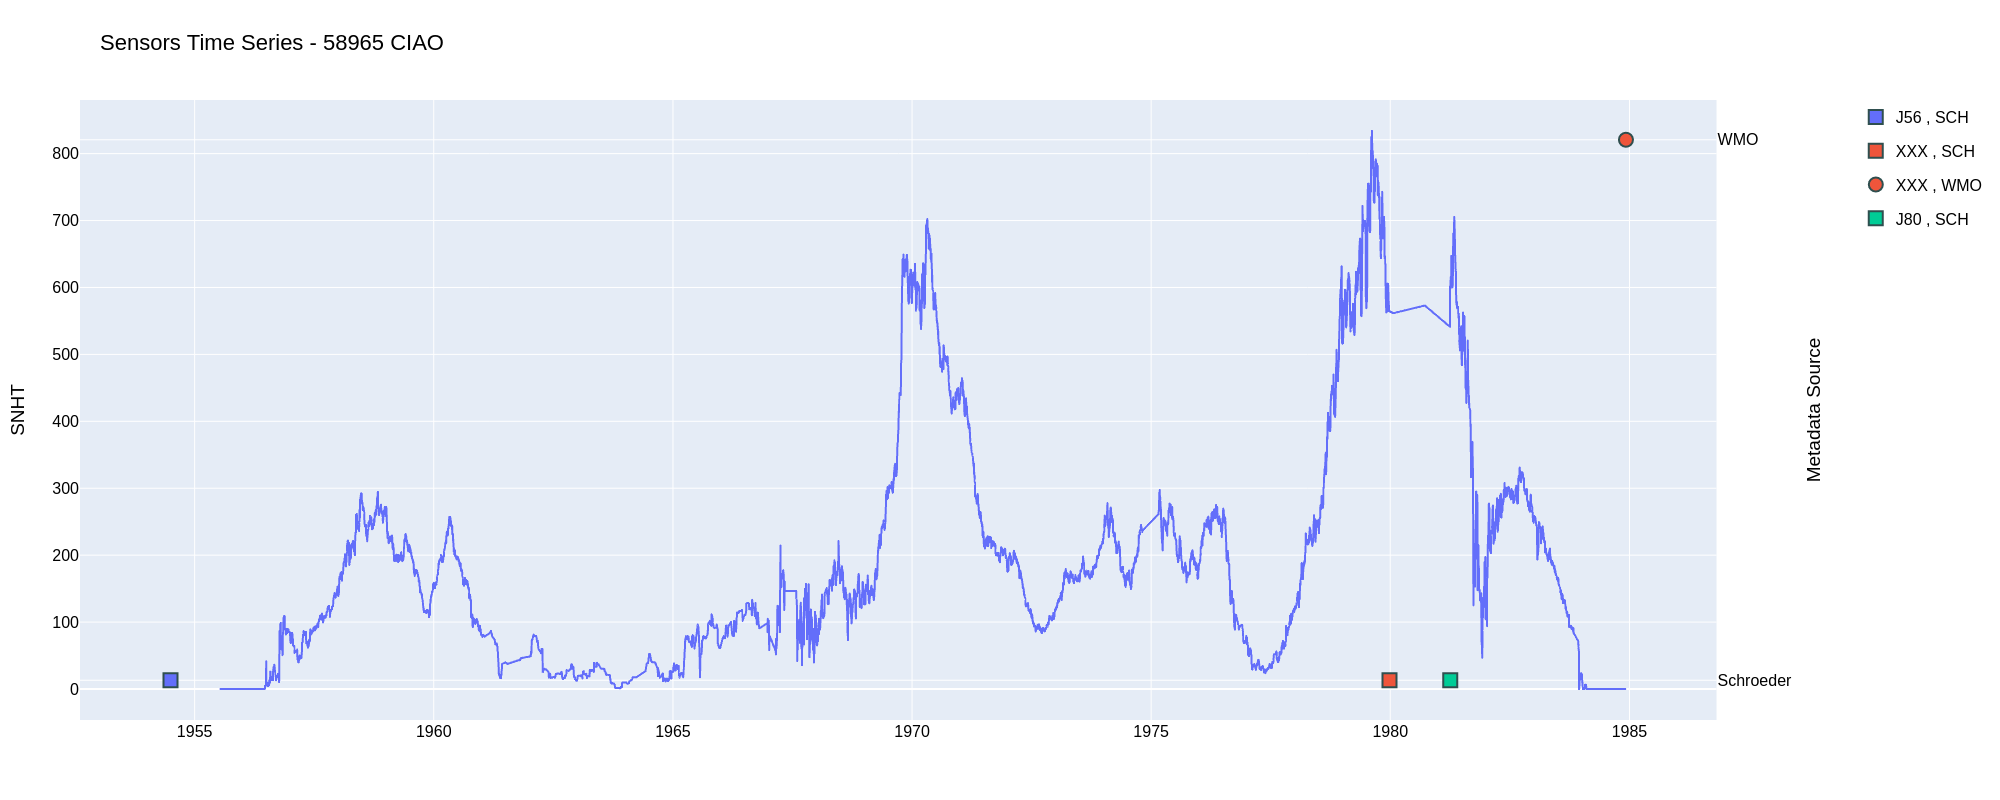 Sensors Time Series - 58965 CIAO
J56 , SCH
XXX , SCH
XXX , WMO
J80 , SCH
WMO
Schroeder
Metadata Source
SNHT
800
700
600
500
400
300
200
100
0
1955
1960
1965
1970
1975
1980
1985